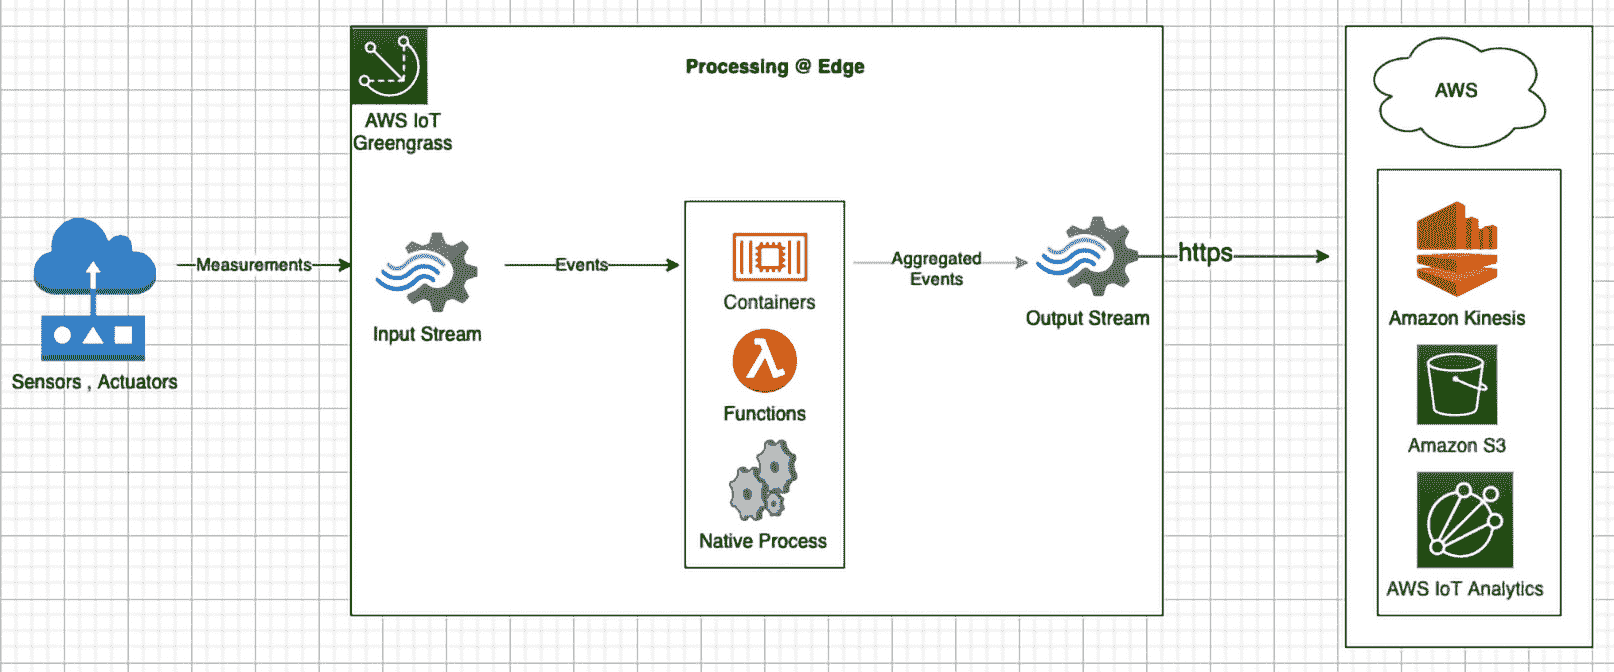 Processing @ Edge
AWS IoT
Greengrass
AWS
Sensors , Actuators
Measurements
Input Stream
Events
Containers
Functions
Native Process
Aggregated
Events
Output Stream
https
Amazon Kinesis
Amazon S3
AWS IoT Analytics